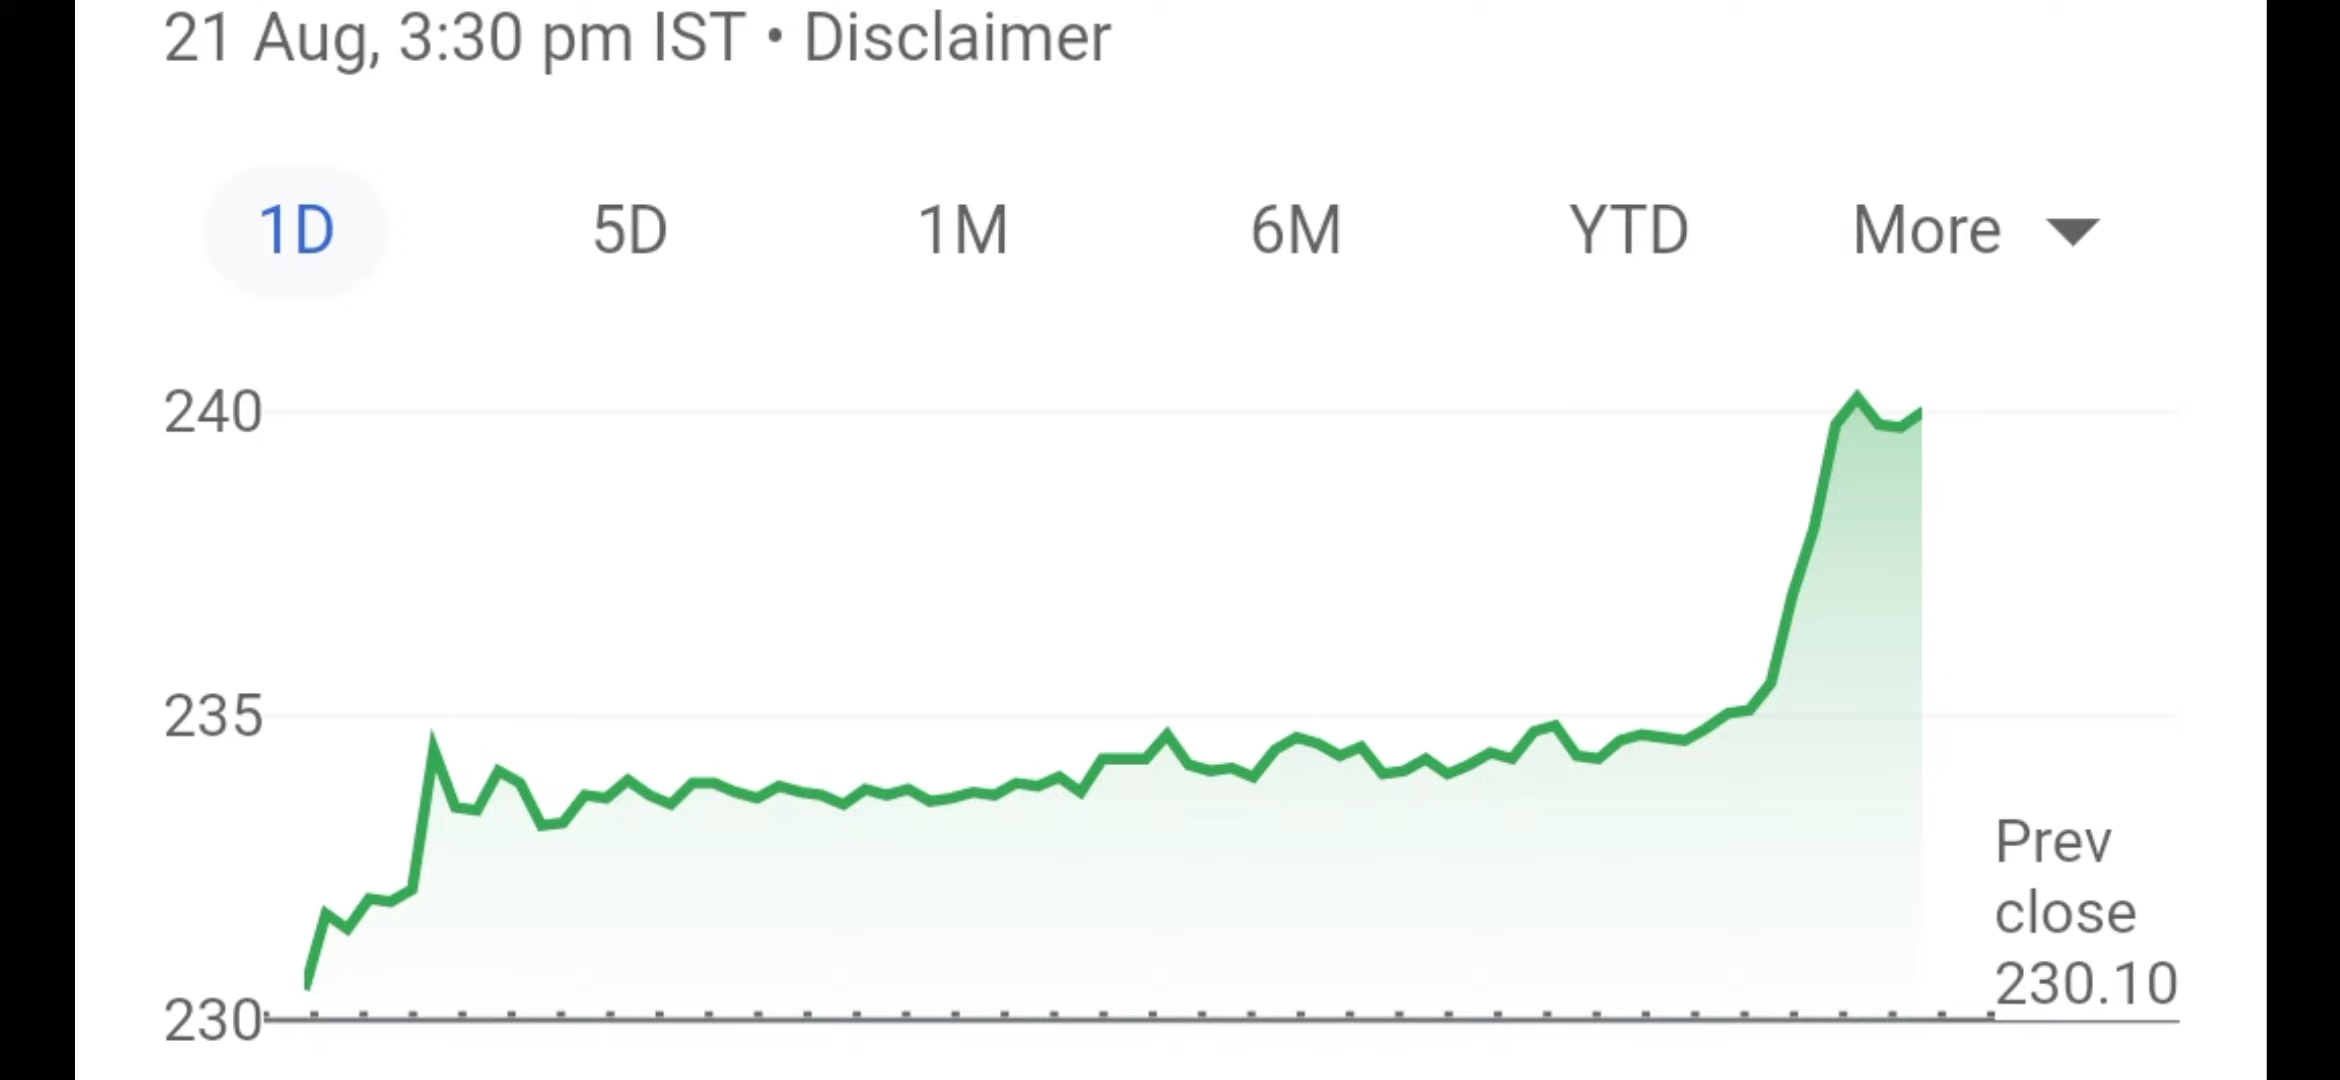 21 Aug, 3:30 pm IST • Disclaimer
1D 5D 1M 6M YTD More
240
235
230
Prev
close
230.10